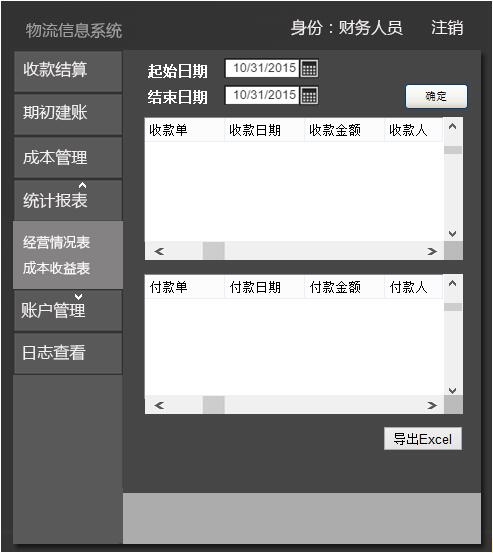 物流信息系统
身份：财务人员 注销
收款结算
期初建账
成本管理
统计报表
经营情况表
成本收益表
账户管理
日志查看
起始日期 10/31/2015
结束日期 10/31/2015
确定
收款单 收款日期 收款金额 收款人
付款单 付款日期 付款金额 付款人
导出Excel